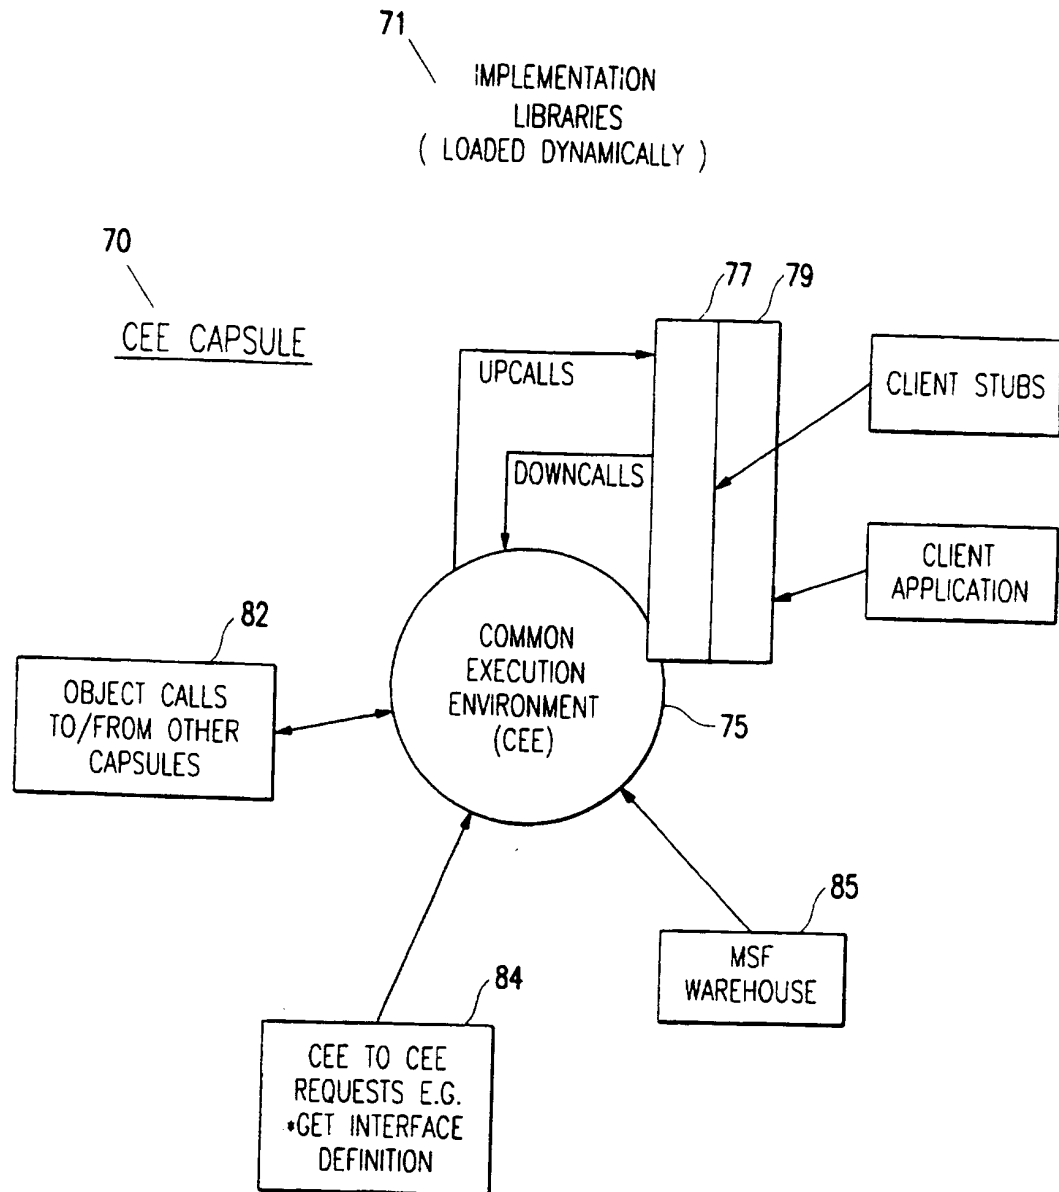 71
IMPLEMENTATION
LIBRARIES
( LOADED DYNAMICALLY )
70
CEE CAPSULE
77
79
UPCALLS
DOWNCALLS
CLIENT STUBS
CLIENT
APPLICATION
82
OBJECT CALLS
TO/FROM OTHER
CAPSULES
COMMON
EXECUTION
ENVIRONMENT
(CEE)
75
85
MSF
WAREHOUSE
84
CEE TO CEE
REQUESTS E.G.
*GET INTERFACE
DEFINITION